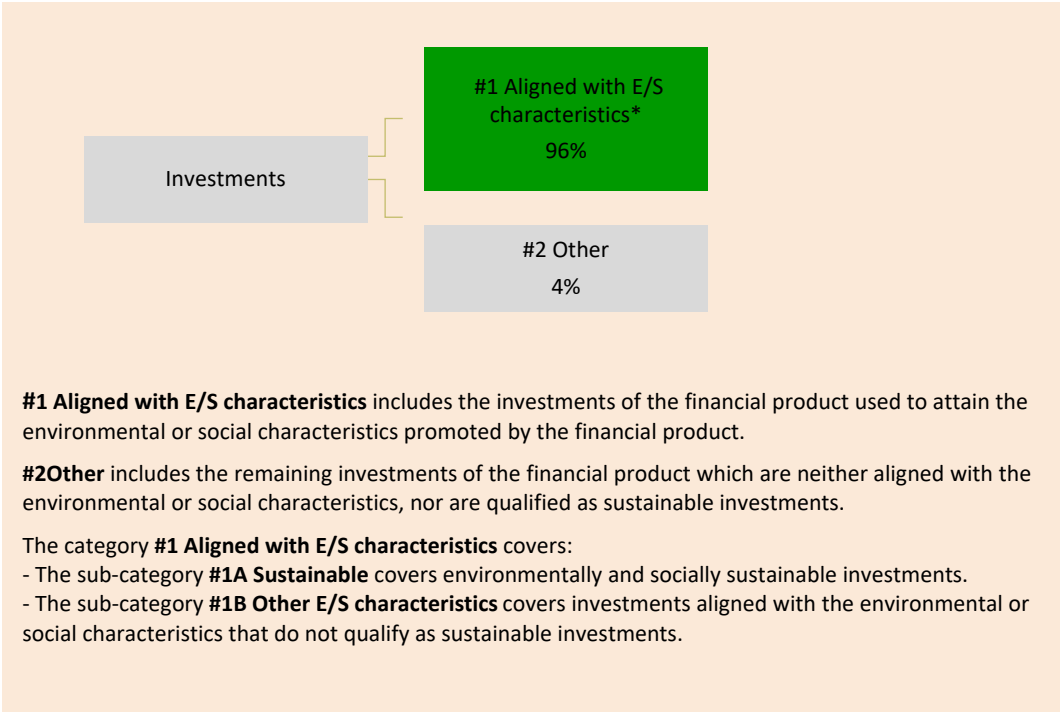 #1 Aligned with E/S
characteristics*
96%
Investments
#2 Other
4%
#1 Aligned with E/S characteristics includes the investments of the financial product used to attain the
environmental or social characteristics promoted by the financial product.
#2Other includes the remaining investments of the financial product which are neither aligned with the
environmental or social characteristics, nor are qualified as sustainable investments.
The category #1 Aligned with E/S characteristics covers:
- The sub-category #1A Sustainable covers environmentally and socially sustainable investments.
- The sub-category #1B Other E/S characteristics covers investments aligned with the environmental or
social characteristics that do not qualify as sustainable investments.